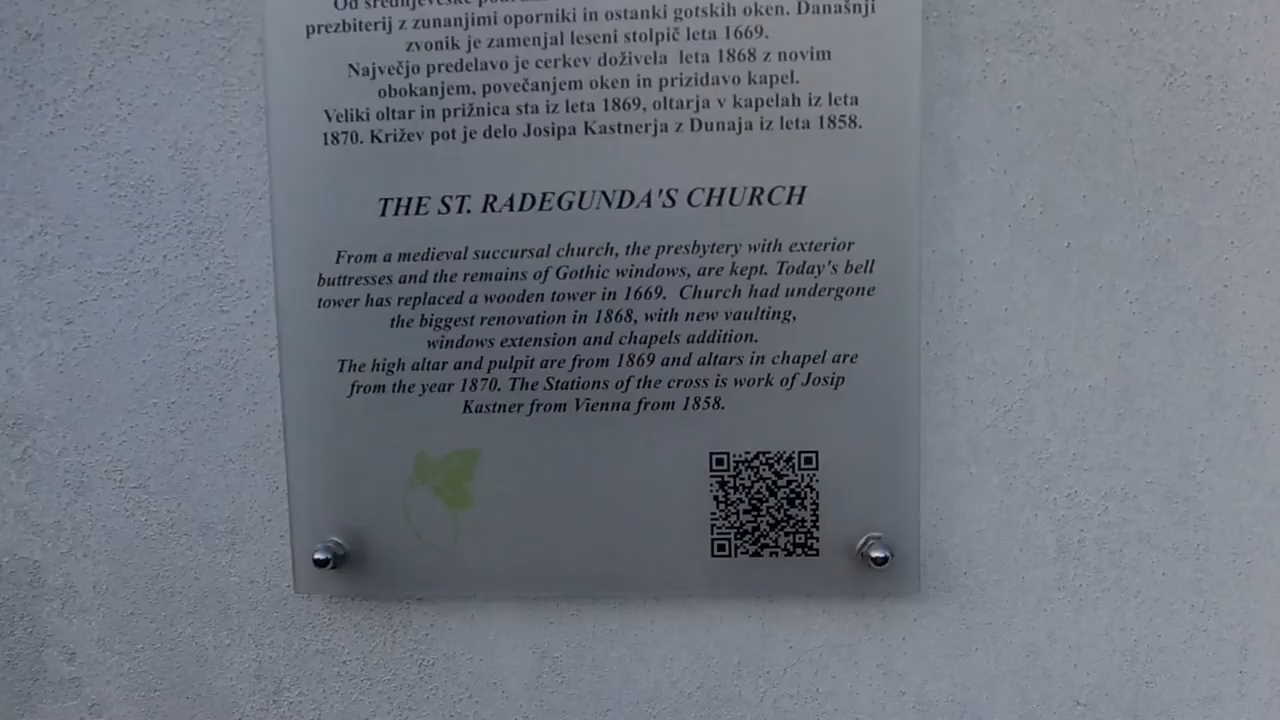 Od srednjeveške
prezbiterij z zunanjimi oporniki in ostanki gotskih oken. Današnji
zvonik je zamenjal leseni stolpič leta 1669.
Največjo predelavo je cerkev doživela leta 1868 z novim
obokanjem, povečanjem oken in prizidavo kapel.
Veliki oltar in prižnica sta iz leta 1869, oltarja v kapelah iz leta
1870. Križev pot je delo Josipa Kastnerja z Dunaja iz leta 1858.
THE ST. RADEGUNDA'S CHURCH
From a medieval succursal church, the presbytery with exterior
buttresses and the remains of Gothic windows, are kept. Today's bell
tower has replaced a wooden tower in 1669. Church had undergone
the biggest renovation in 1868, with new vaulting,
windows extension and chapels addition.
The high altar and pulpit are from 1869 and altars in chapel are
from the year 1870. The Stations of the cross is work of Josip
Kastner from Vienna from 1858.